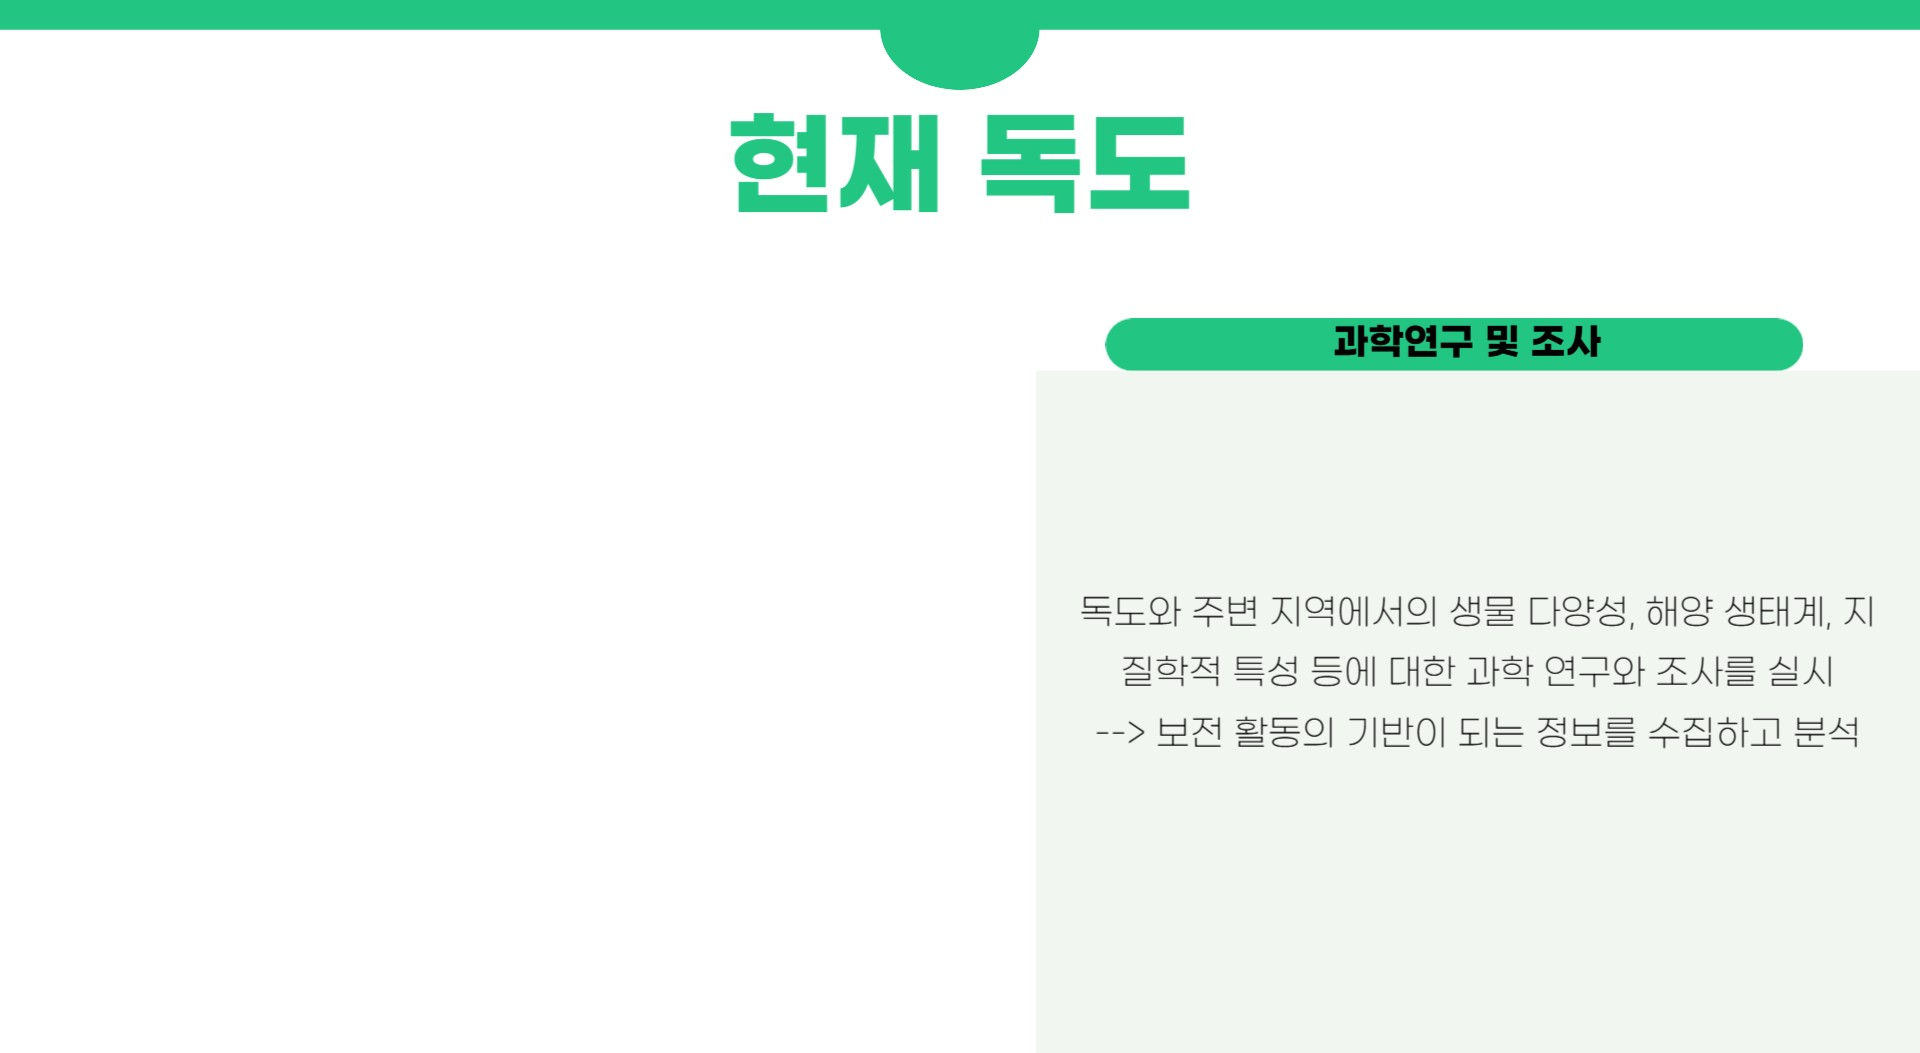 현재 독도
과학연구 및 조사
독도와 주변 지역에서의 생물 다양성, 해양 생태계, 지
질학적 특성 등에 대한 과학 연구와 조사를 실시
--> 보전 활동의 기반이 되는 정보를 수집하고 분석